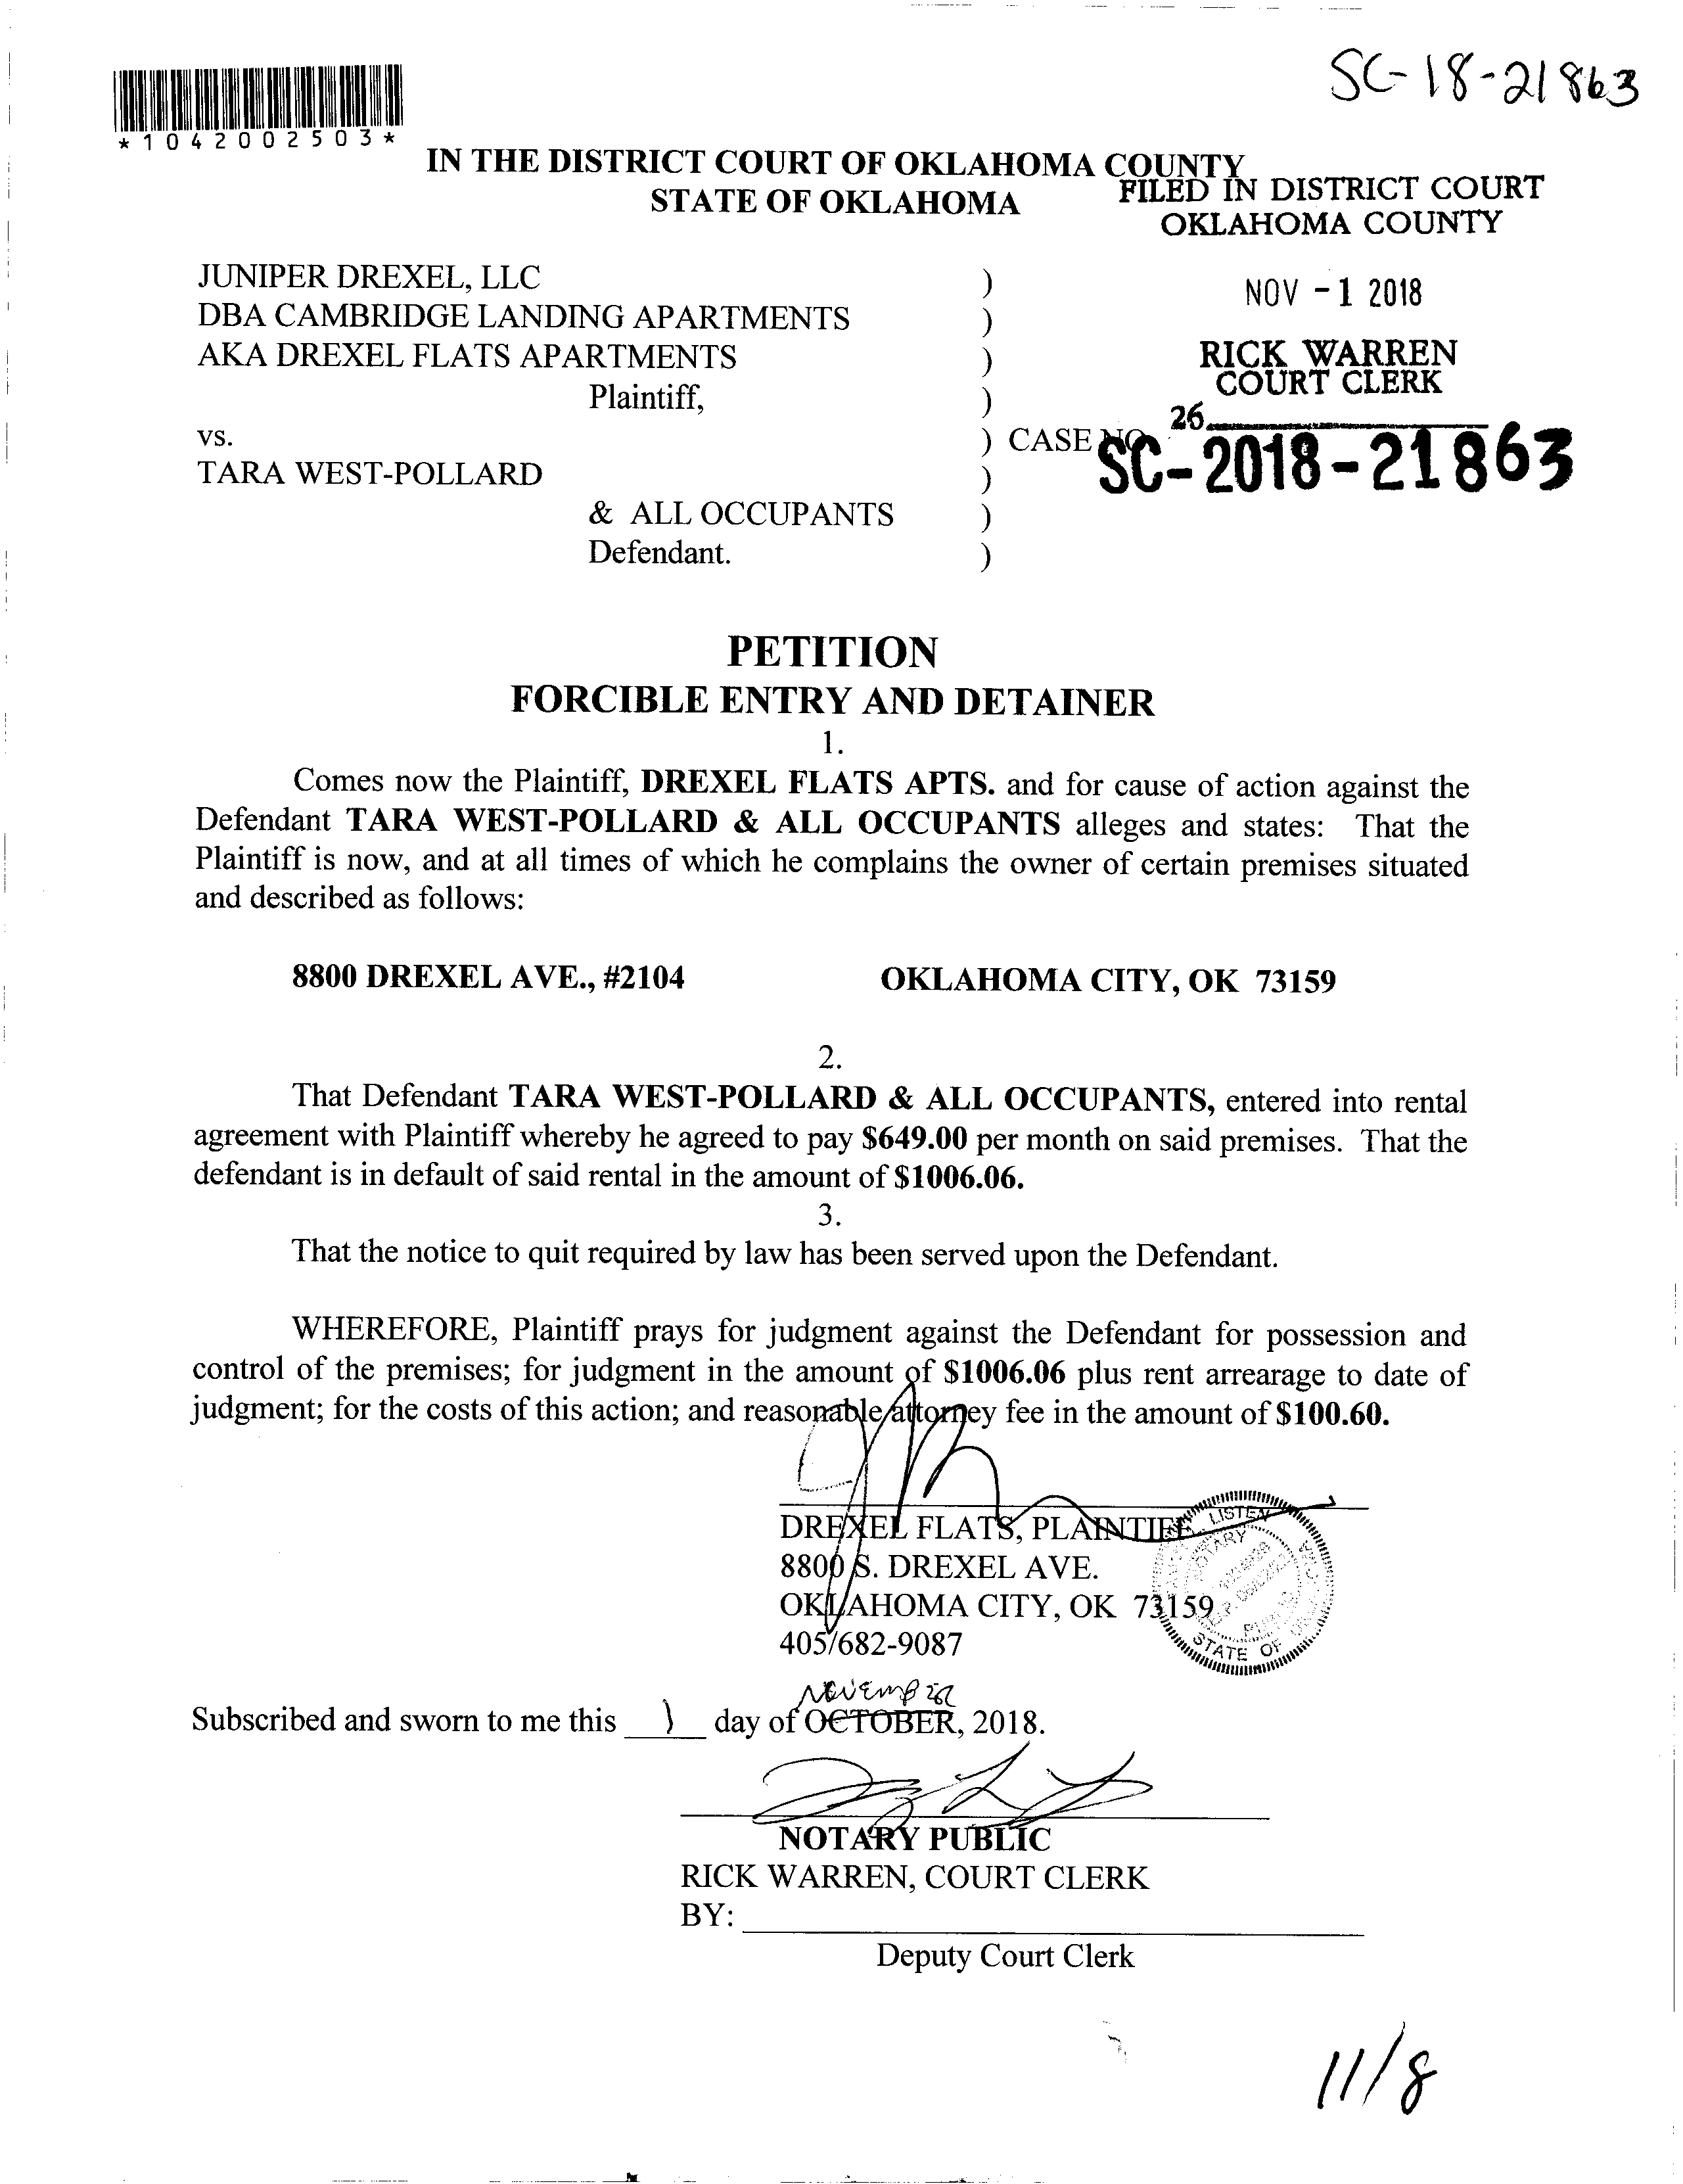 SC-18-21863
*1042002503*
IN THE DISTRICT COURT OF OKLAHOMA COUNTY
STATE OF OKLAHOMA
FILED IN DISTRICT COURT
OKLAHOMA COUNTY
NOV -1 2018
RICK WARREN
COURT CLERK
26
JUNIPER DREXEL, LLC )
DBA CAMBRIDGE LANDING APARTMENTS )
AKA DREXEL FLATS APARTMENTS )
Plaintiff, )
vs. ) CASE NO. SC-2018-21863
TARA WEST-POLLARD )
& ALL OCCUPANTS )
Defendant. )
PETITION
FORCIBLE ENTRY AND DETAINER
1.
Comes now the Plaintiff, DREXEL FLATS APTS. and for cause of action against the
Defendant TARA WEST-POLLARD & ALL OCCUPANTS alleges and states: That the
Plaintiff is now, and at all times of which he complains the owner of certain premises situated
and described as follows:
8800 DREXEL AVE., #2104 OKLAHOMA CITY, OK 73159
2.
That Defendant TARA WEST-POLLARD & ALL OCCUPANTS, entered into rental
agreement with Plaintiff whereby he agreed to pay $649.00 per month on said premises. That the
defendant is in default of said rental in the amount of $1006.06.
3.
That the notice to quit required by law has been served upon the Defendant.
WHEREFORE, Plaintiff prays for judgment against the Defendant for possession and
control of the premises; for judgment in the amount of $1006.06 plus rent arrearage to date of
judgment; for the costs of this action; and reasonable attorney fee in the amount of $100.60.
DREXEL FLATS, PLAINTIFF
8800 S. DREXEL AVE.
OKLAHOMA CITY, OK 73159
405/682-9087
LISTEN
NOTARY
STATE OF
November
Subscribed and sworn to me this 1 day of OCTOBER, 2018.
NOTARY PUBLIC
RICK WARREN, COURT CLERK
BY:
Deputy Court Clerk
11/8